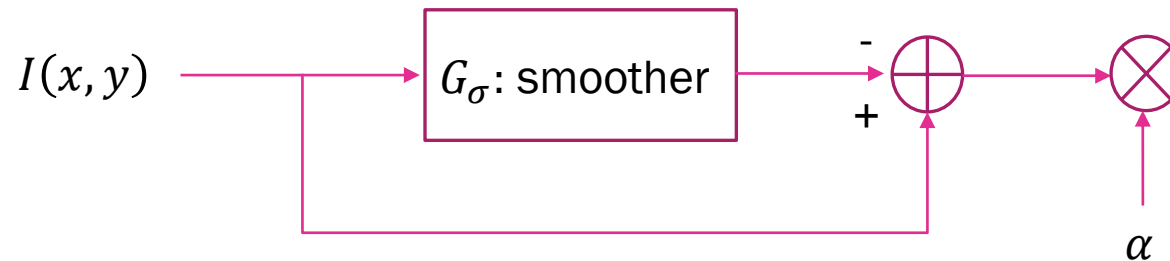 I(x, y)
G_σ: smoother
-
+
α